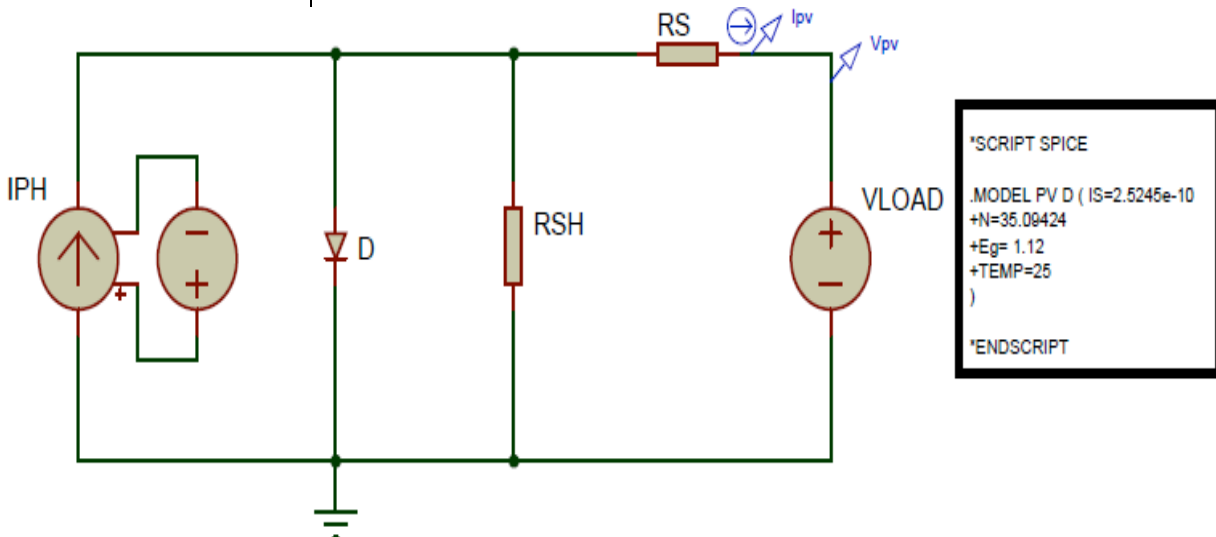 RS
Ipv
Vpv
IPH
D
RSH
VLOAD
*SCRIPT SPICE
.MODEL PV D ( IS=2.5245e-10
+N=35.09424
+Eg= 1.12
+TEMP=25
)
*ENDSCRIPT